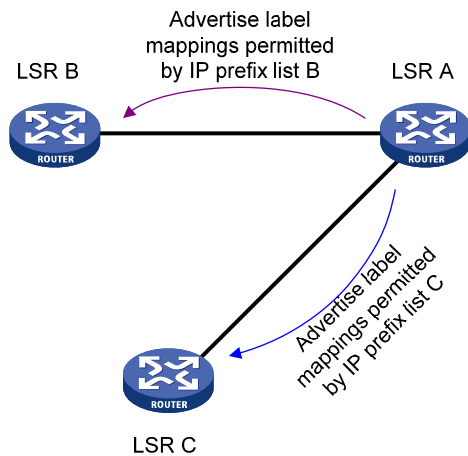 Advertise label
mappings permitted
by IP prefix list B
LSR B
LSR A
ROUTER
ROUTER
Advertise label
mappings permitted
by IP prefix list C
ROUTER
LSR C